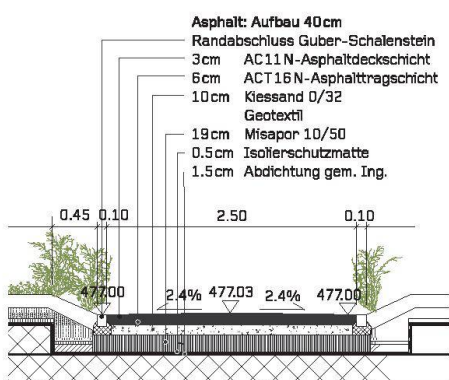 Asphalt: Aufbau 40cm
Randabschluss Guber-Schalenstein
3cm AC11N-Asphaltdeckschicht
6cm ACT16N-Asphalttragschicht
10cm Kiessand 0/32
Geotextil
19cm Misapor 10/50
0.5cm Isolierschutzmatte
1.5cm Abdichtung gem. Ing.
0.45 0.10 2.50 0.10
477.00 2.4% 477.03 2.4% 477.00